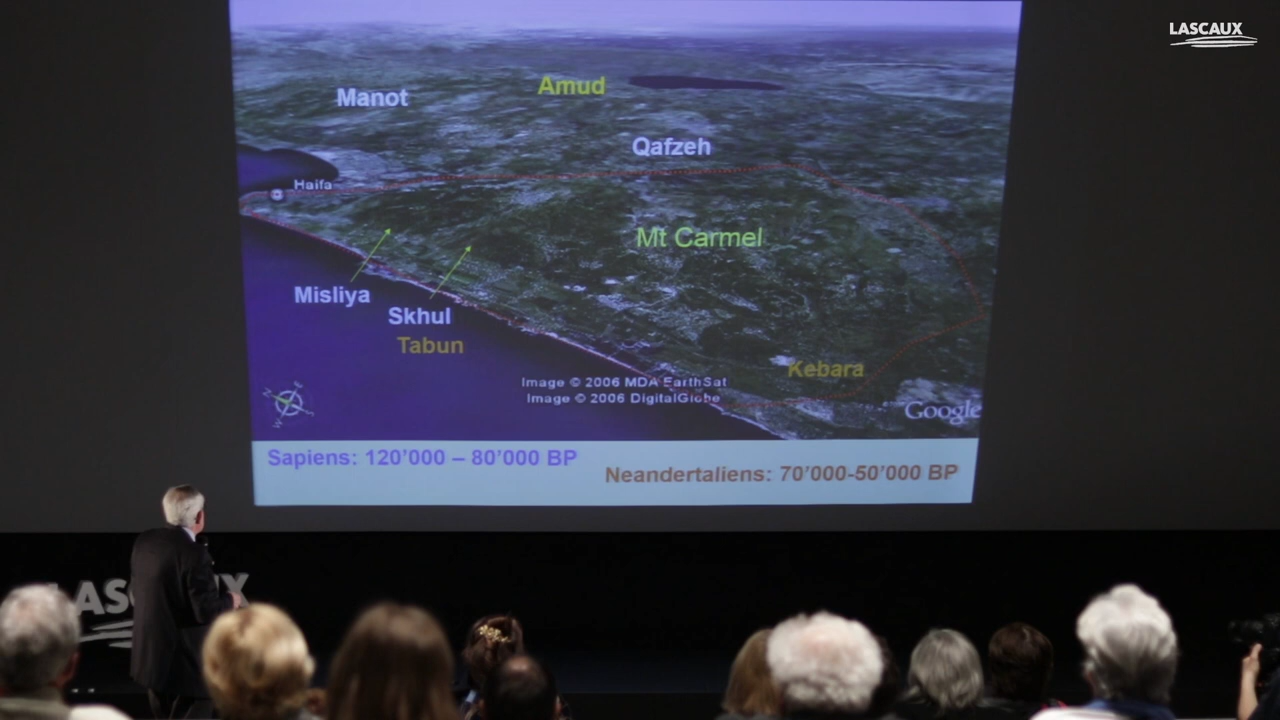 LASCAUX
Amud
Manot
Qafzeh
Haifa
Mt Carmel
Misliya
Skhul
Tabun
Kebara
Image © 2006 MDA EarthSat
Image © 2006 DigitalGlobe
Google
Sapiens: 120’000 – 80’000 BP
Neandertaliens: 70’000-50’000 BP